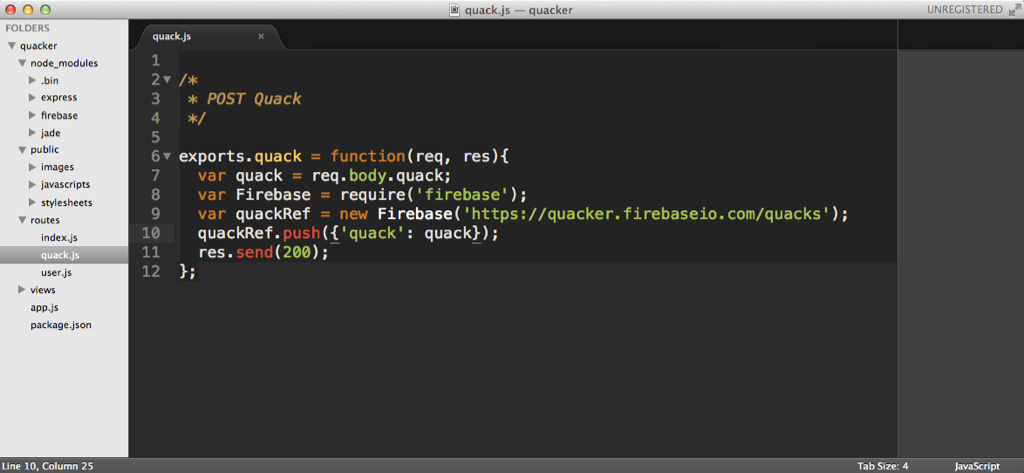 quack.js — quacker
UNREGISTERED
FOLDERS
quacker
node_modules
.bin
express
firebase
jade
public
images
javascripts
stylesheets
routes
index.js
quack.js
user.js
views
app.js
package.json
quack.js ×
1
2 /*
3 * POST Quack
4 */
5
6 exports.quack = function(req, res){
7 var quack = req.body.quack;
8 var Firebase = require('firebase');
9 var quackRef = new Firebase('https://quacker.firebaseio.com/quacks');
10 quackRef.push({'quack': quack});
11 res.send(200);
12 };
Line 10, Column 25
Tab Size: 4
JavaScript